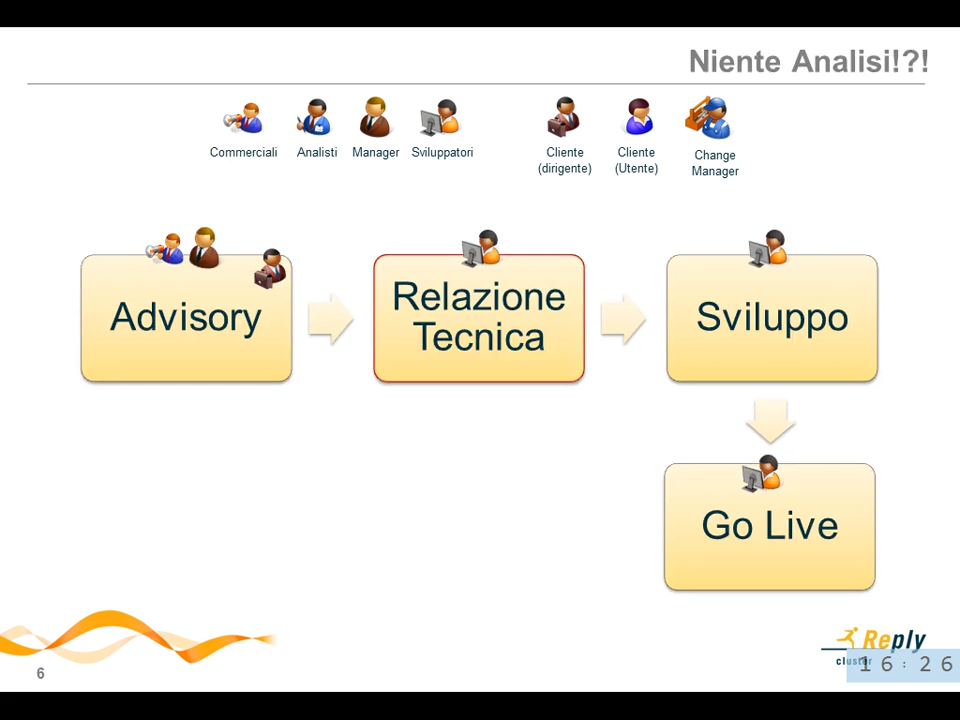 Niente Analisi!?!
Commerciali
Analisti
Manager
Sviluppatori
Cliente
(dirigente)
Cliente
(Utente)
Change
Manager
Advisory
Relazione
Tecnica
Sviluppo
Go Live
6
Reply
cluster
16:26